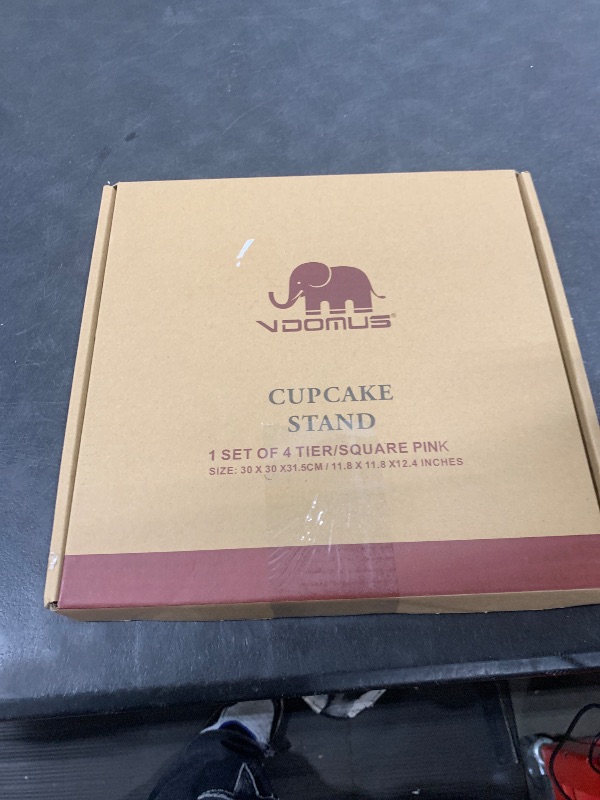 VDOMUS®
CUPCAKE
STAND
1 SET OF 4 TIER/SQUARE PINK
SIZE: 30 X 30 X31.5CM / 11.8 X 11.8 X12.4 INCHES